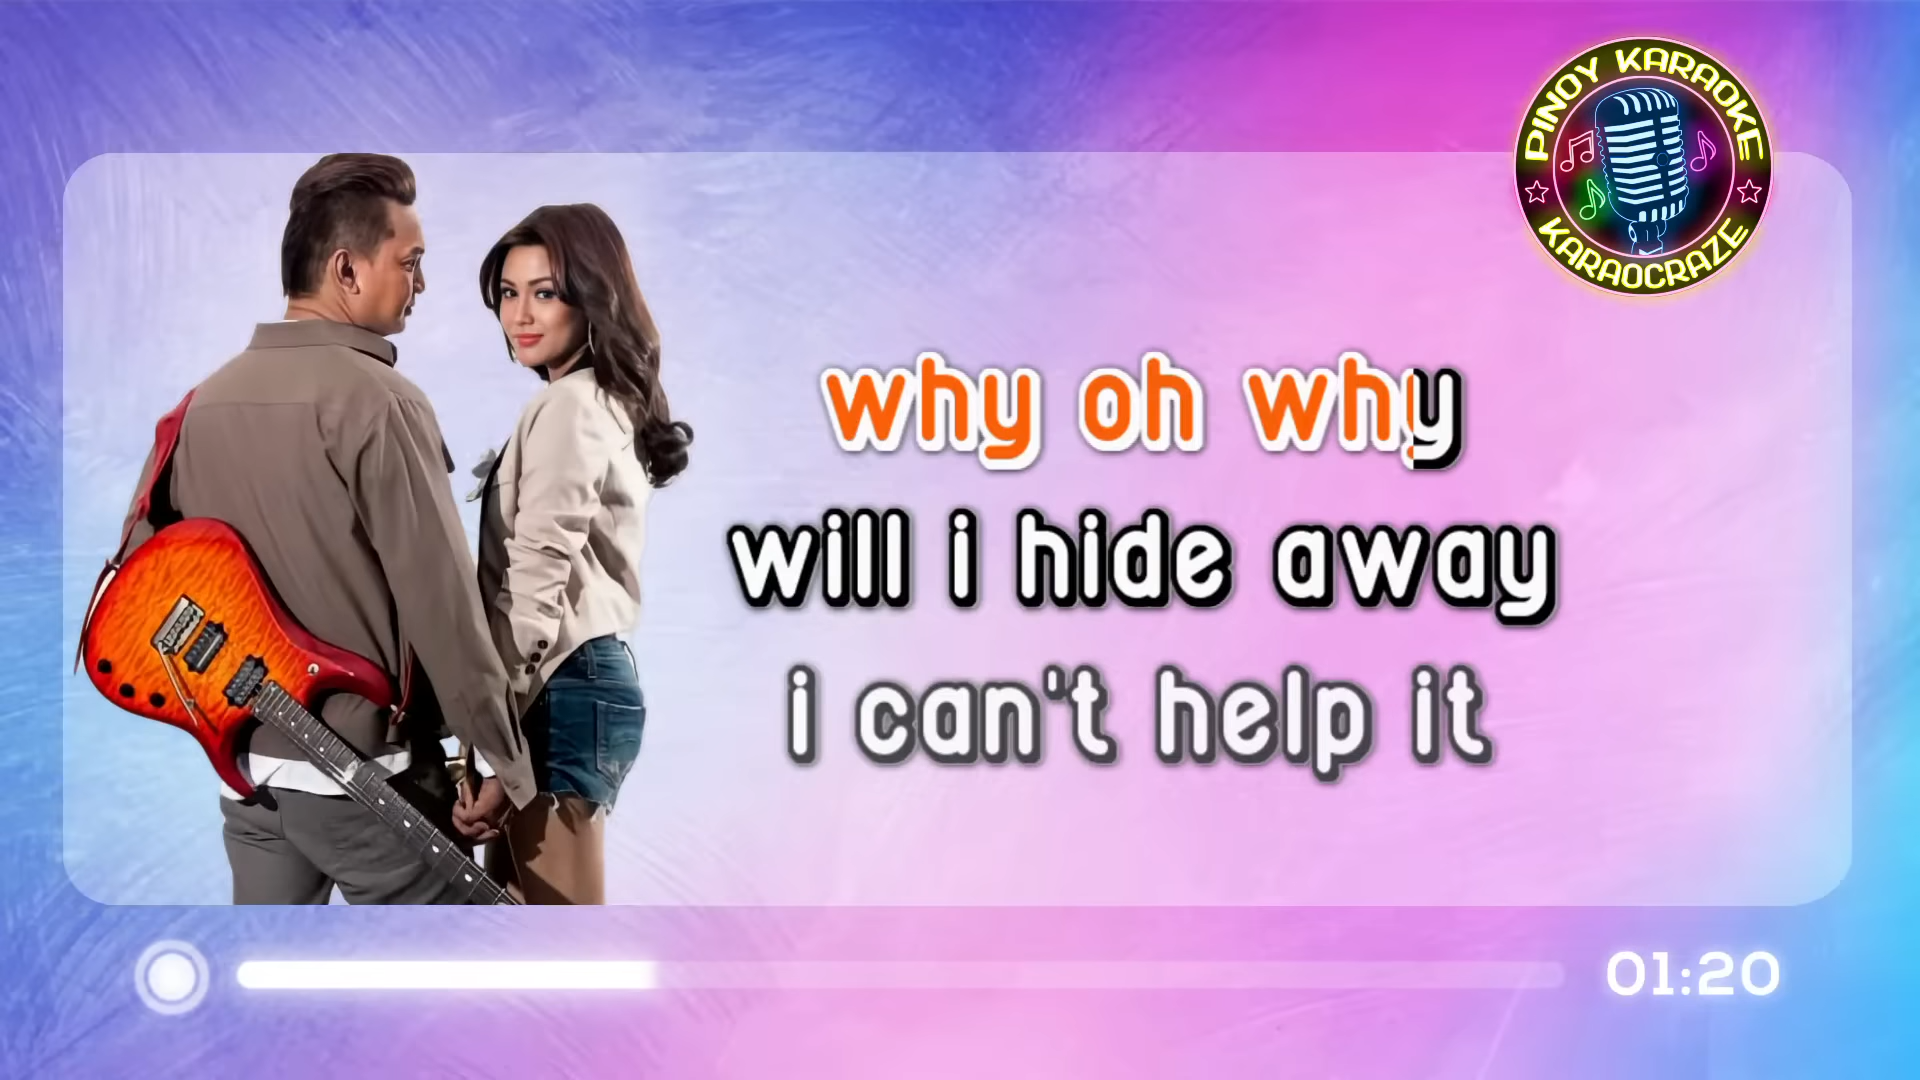 PINOY KARAOKE
KARAOCRAZE
why oh why
will i hide away
i can't help it
01:20